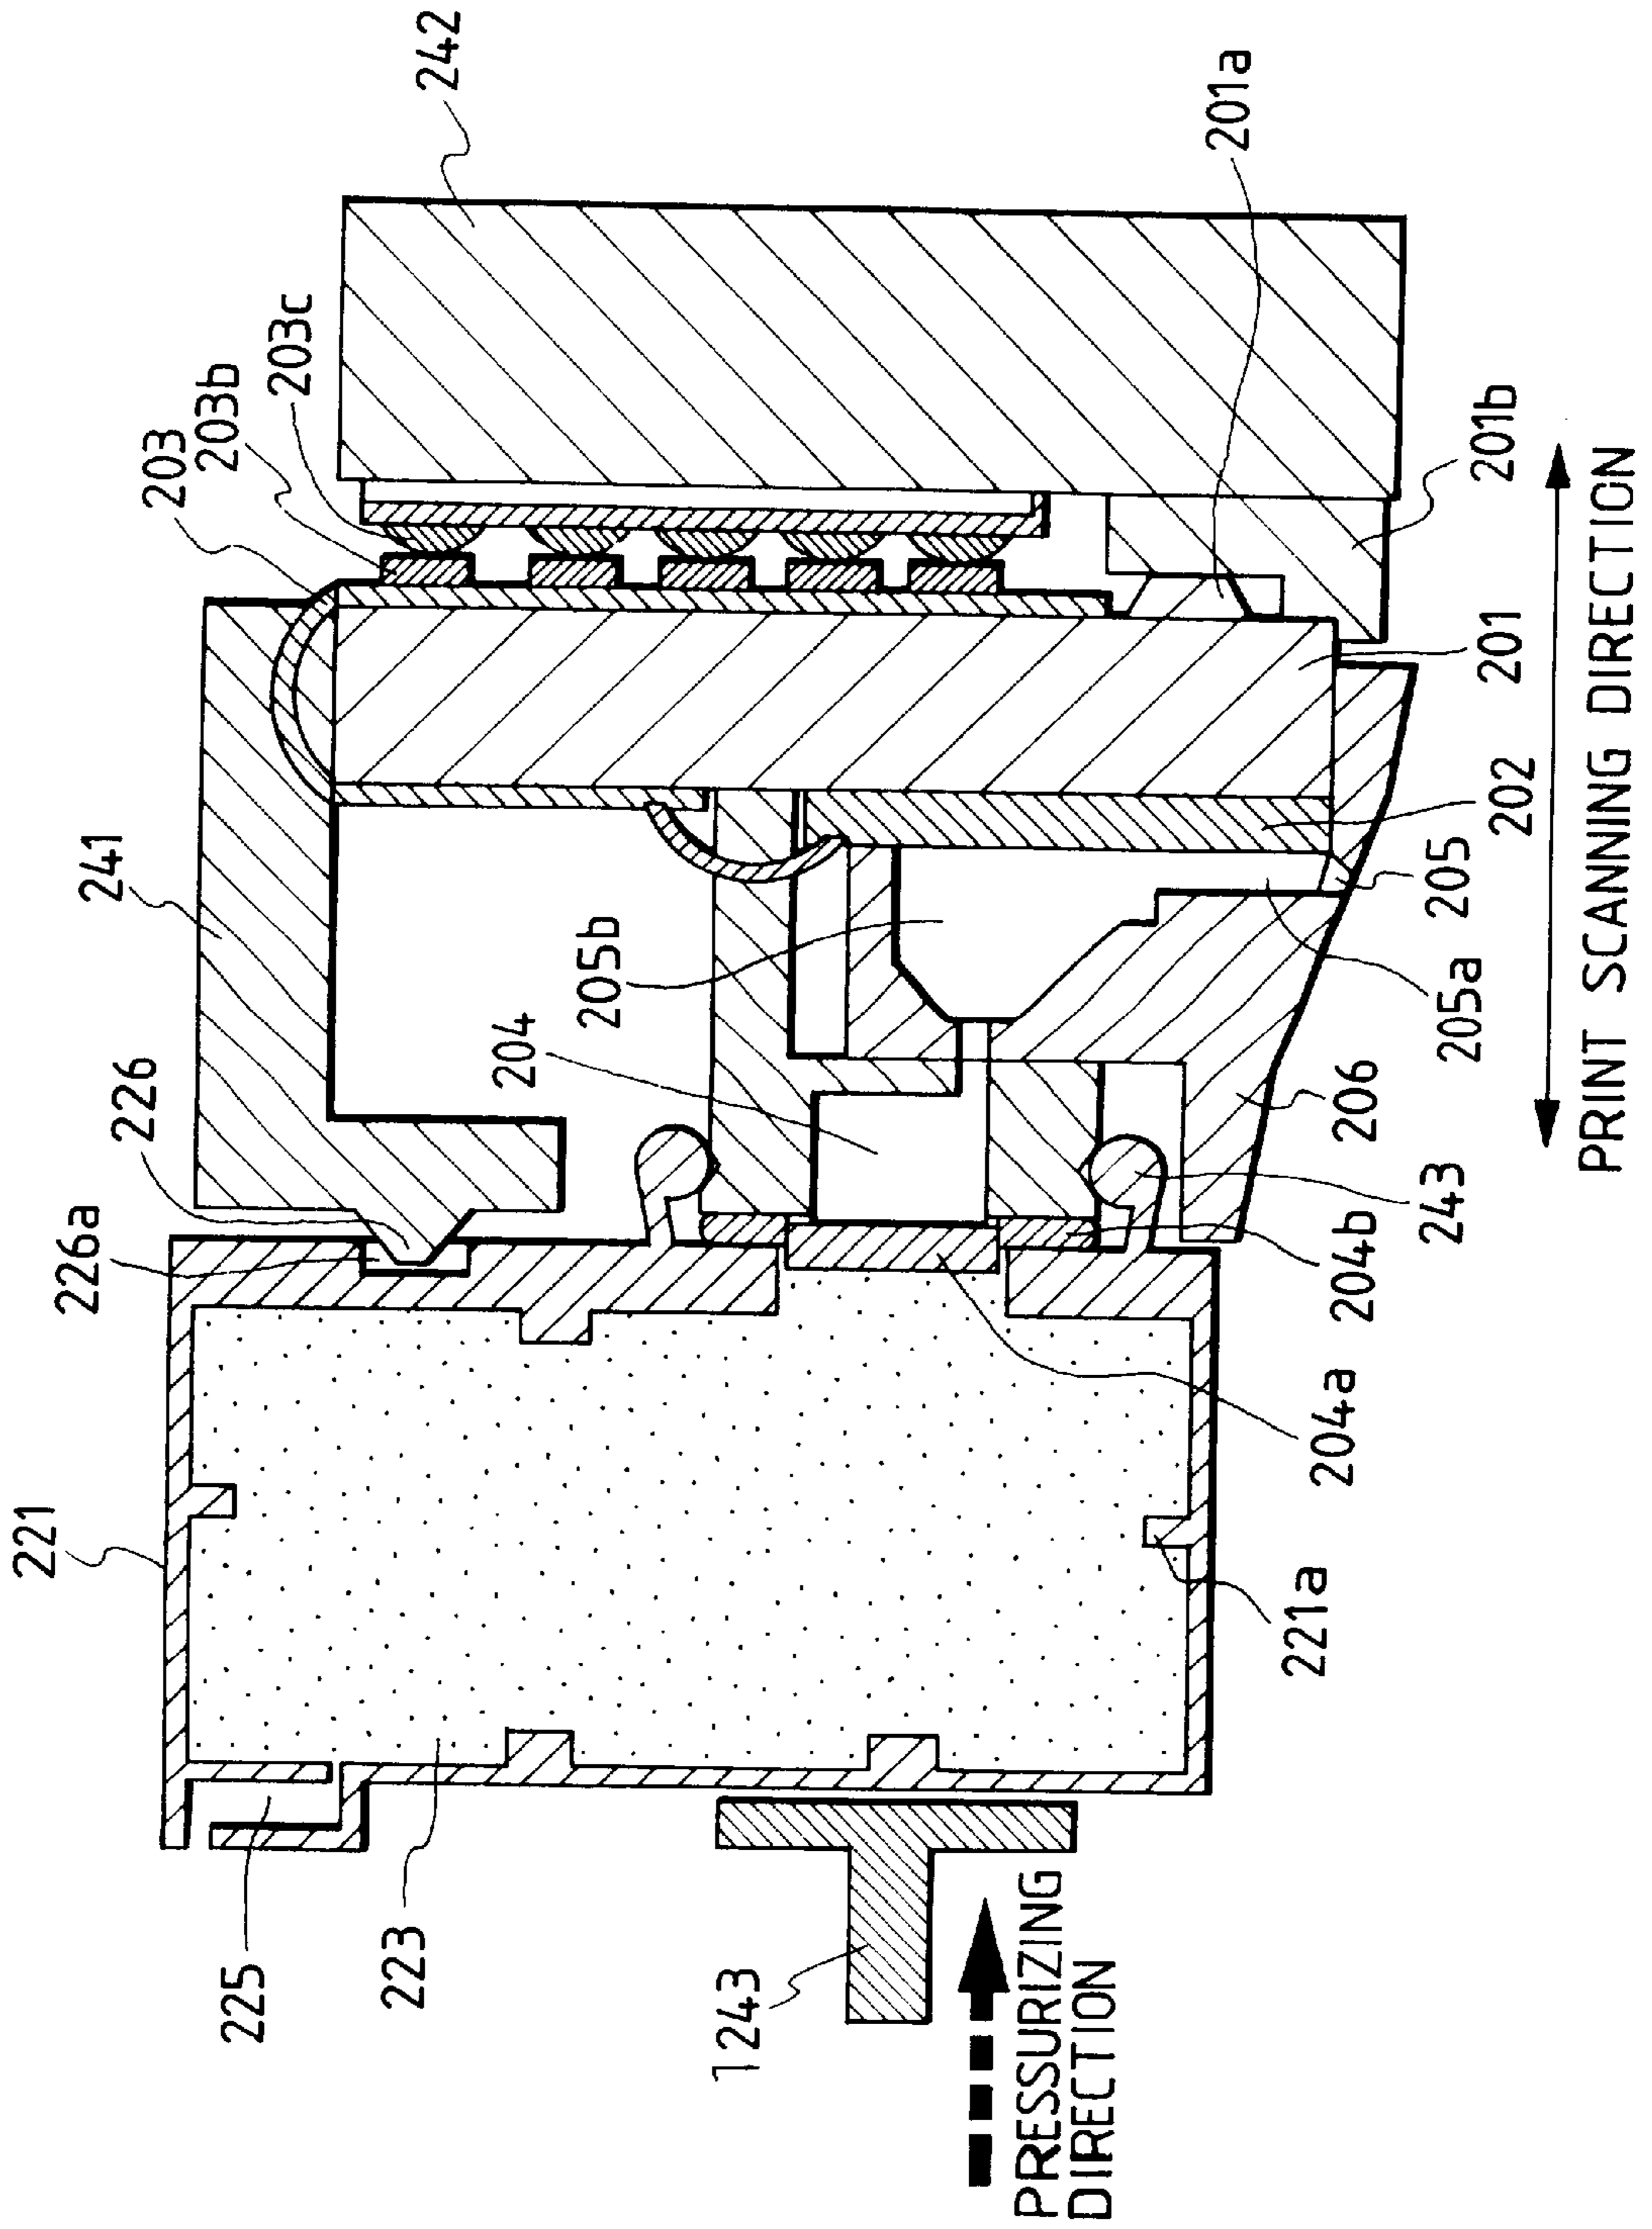 221
226a
226
241
203
203b
203c
242
204
205b
201a
225
223
1243
PRESSURIZING
DIRECTION
221a
204a
204b
243
206
205a
205
202
201
201b
PRINT SCANNING DIRECTION